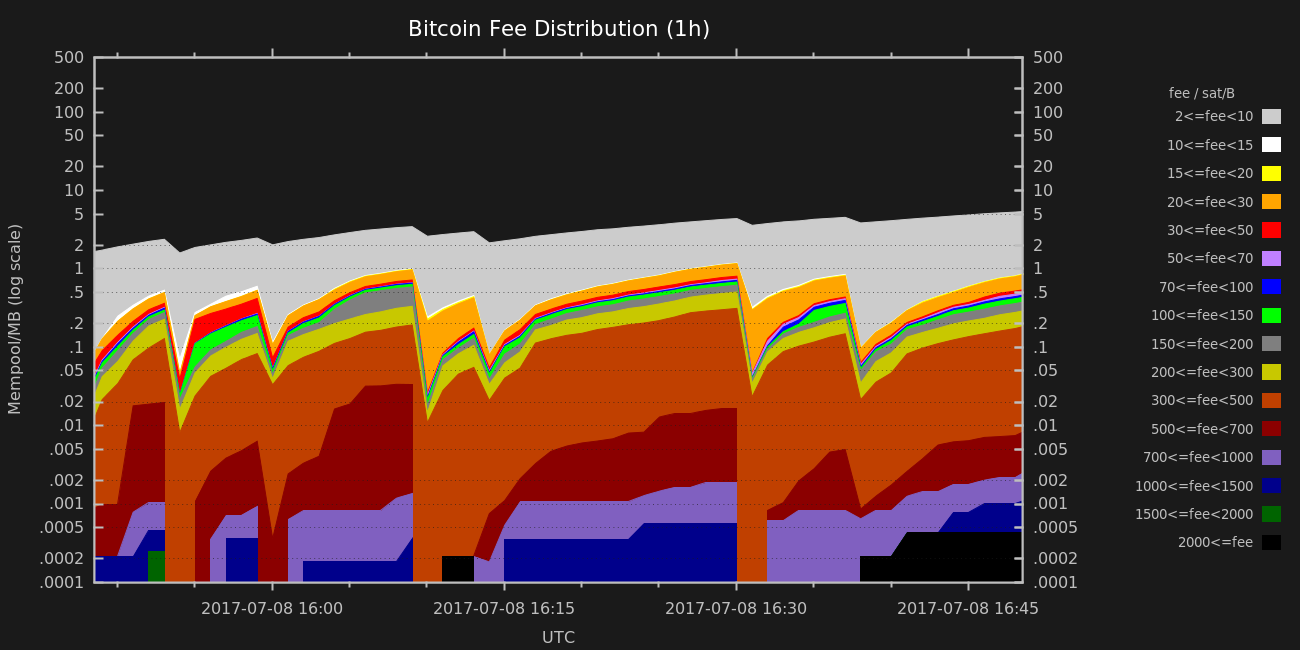 Bitcoin Fee Distribution (1h)
Mempool/MB (log scale)
500
200
100
50
20
10
5
2
1
.5
.2
.1
.05
.02
.01
.005
.002
.001
.0005
.0002
.0001
500
200
100
50
20
10
5
2
1
.5
.2
.1
.05
.02
.01
.005
.002
.001
.0005
.0002
.0001
2017-07-08 16:00
2017-07-08 16:15
2017-07-08 16:30
2017-07-08 16:45
UTC
fee / sat/B
2<=fee<10
10<=fee<15
15<=fee<20
20<=fee<30
30<=fee<50
50<=fee<70
70<=fee<100
100<=fee<150
150<=fee<200
200<=fee<300
300<=fee<500
500<=fee<700
700<=fee<1000
1000<=fee<1500
1500<=fee<2000
2000<=fee